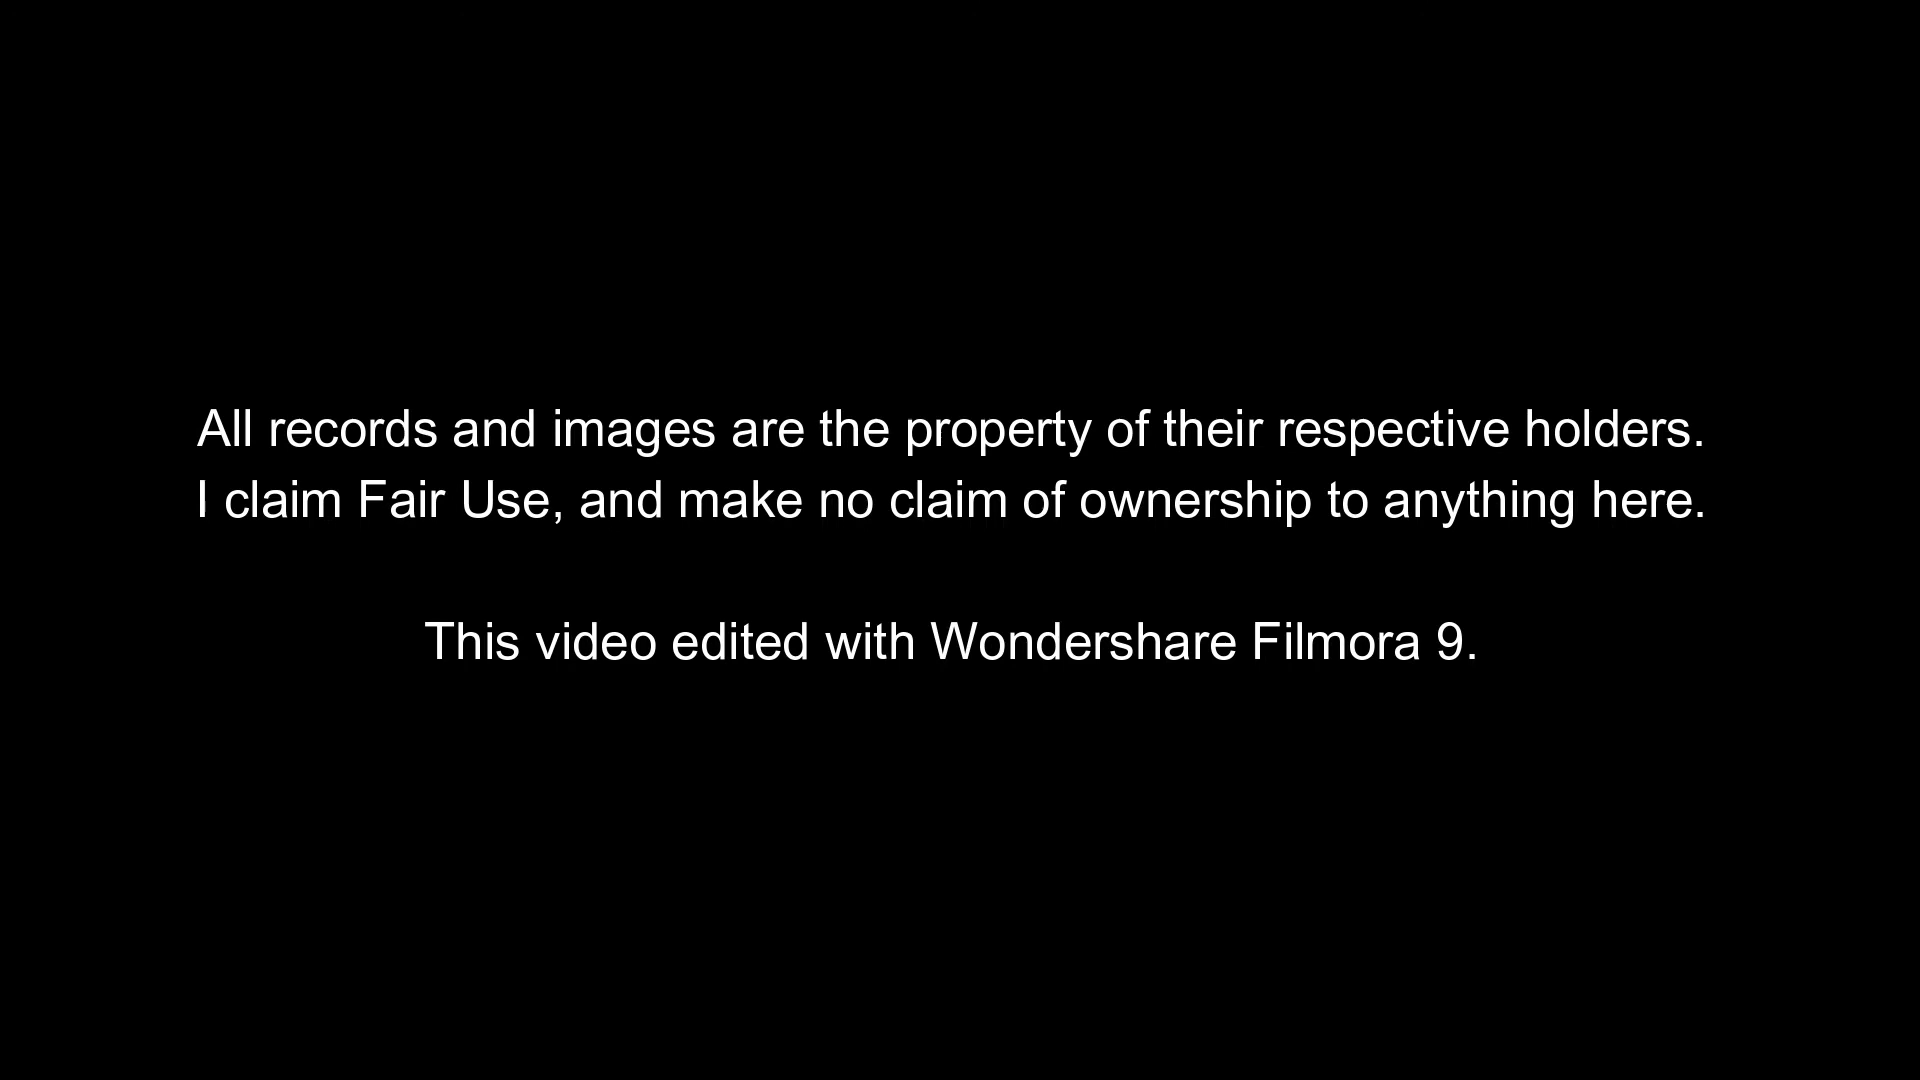 All records and images are the property of their respective holders.
I claim Fair Use, and make no claim of ownership to anything here.
This video edited with Wondershare Filmora 9.